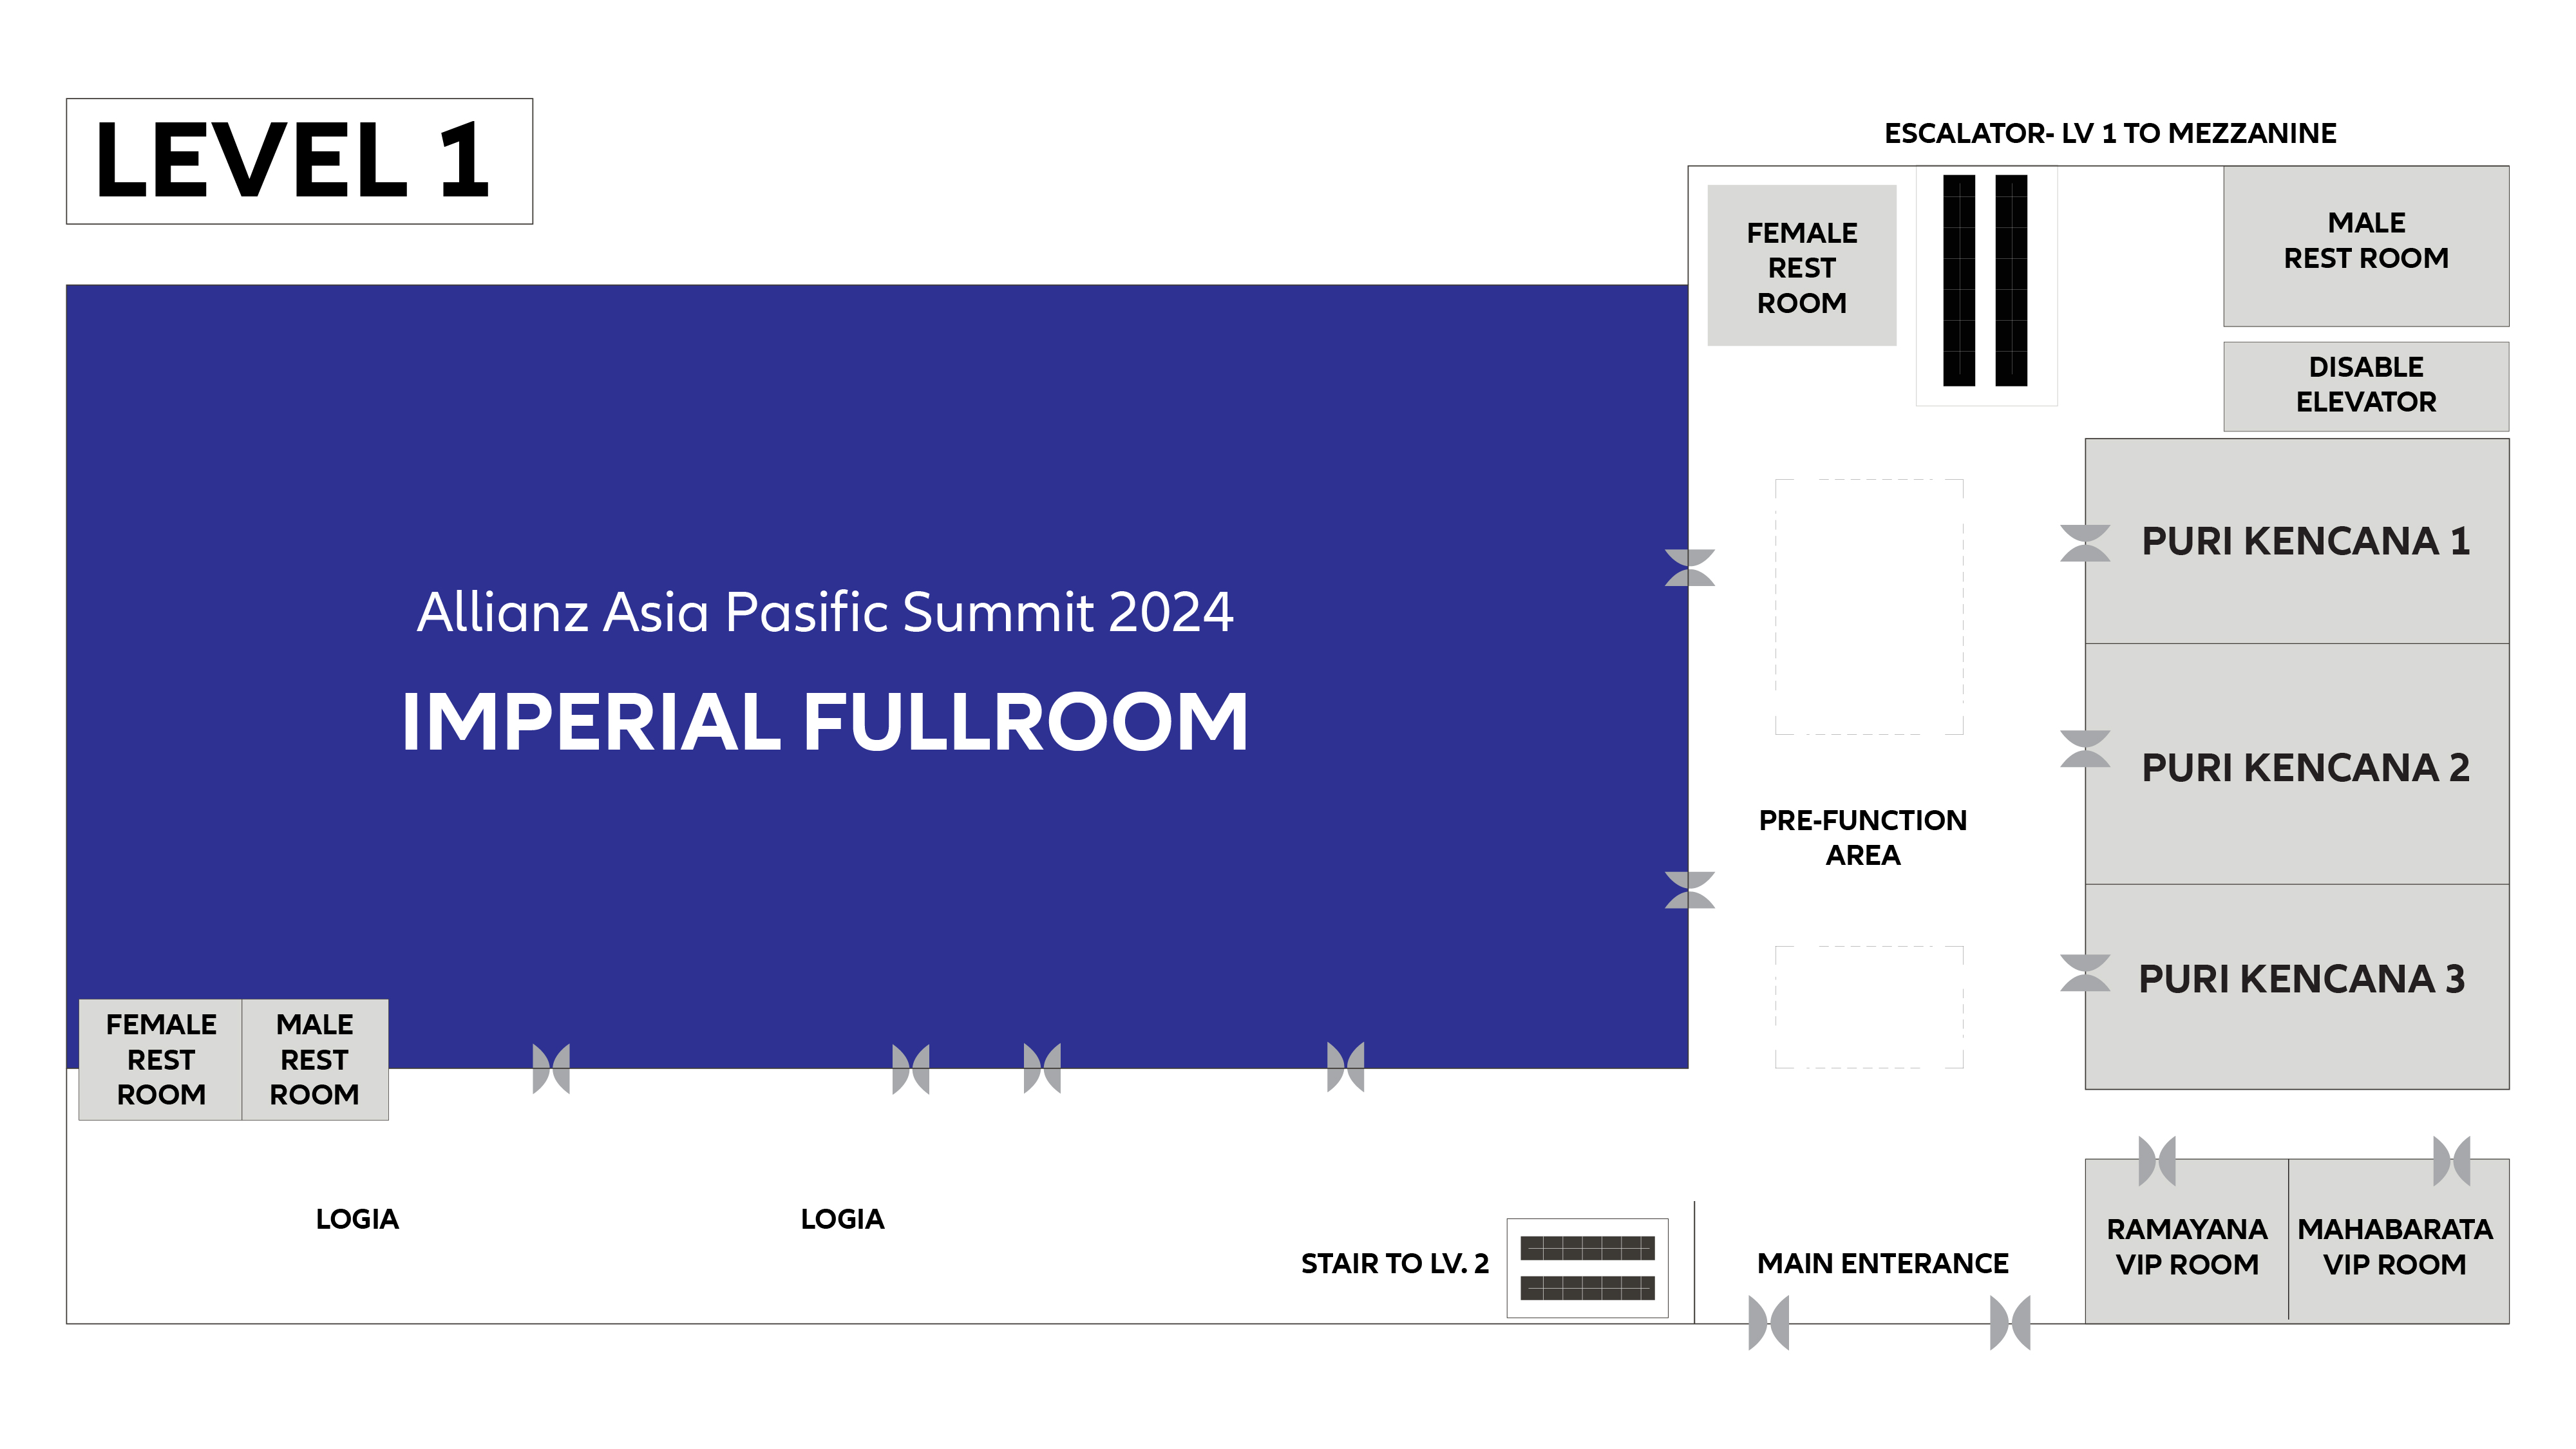 LEVEL 1
ESCALATOR- LV 1 TO MEZZANINE
FEMALE
REST
ROOM
MALE
REST ROOM
DISABLE
ELEVATOR
Allianz Asia Pasific Summit 2024
IMPERIAL FULLROOM
PURI KENCANA 1
PURI KENCANA 2
PRE-FUNCTION
AREA
PURI KENCANA 3
FEMALE
REST
ROOM
MALE
REST
ROOM
LOGIA
LOGIA
STAIR TO LV. 2
MAIN ENTERANCE
RAMAYANA
VIP ROOM
MAHABARATA
VIP ROOM